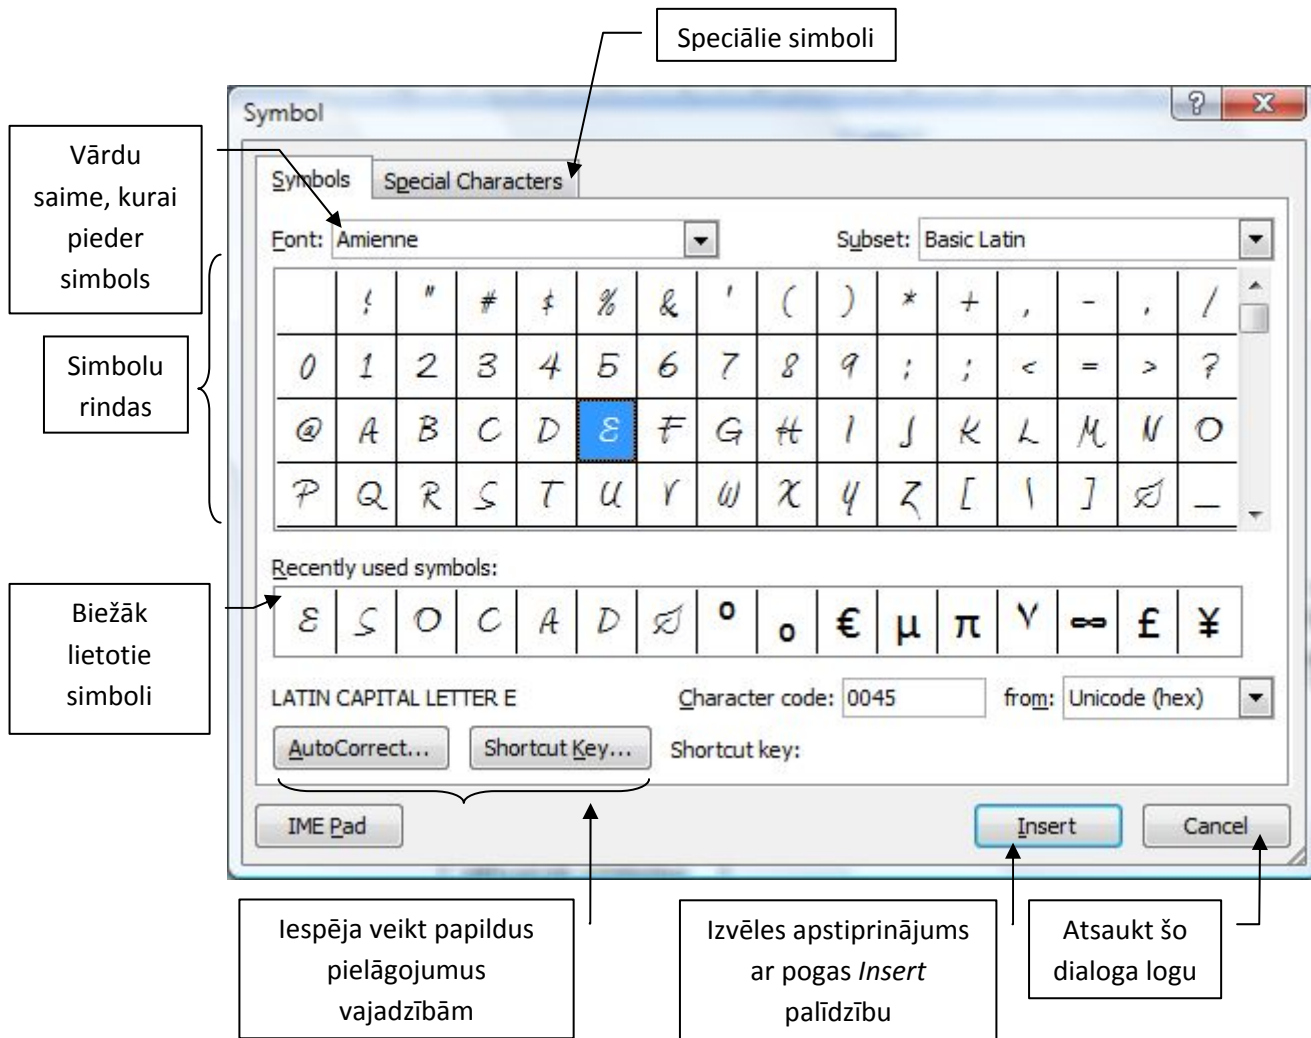 Speciālie simboli
Symbol
Vārdu
saime, kurai
pieder
simbols
Symbols Special Characters
Font: Amienne Subset: Basic Latin
! " # $ % & ' ( ) * + , - . /
Simbolu
rindas
0 1 2 3 4 5 6 7 8 9 : ; < = > ?
@ A B C D E F G H I J K L M N O
P Q R S T U V W X Y Z [ \ ] _
Biežāk
lietotie
simboli
Recently used symbols:
E S O C A D € µ π ∞ £ ¥
LATIN CAPITAL LETTER E Character code: 0045 from: Unicode (hex)
AutoCorrect... Shortcut Key... Shortcut key:
IME Pad Insert Cancel
Iespēja veikt papildus
pielāgojumus
vajadzībām
Izvēles apstiprinājums
ar pogas Insert
palīdzību
Atsaukt šo
dialoga logu